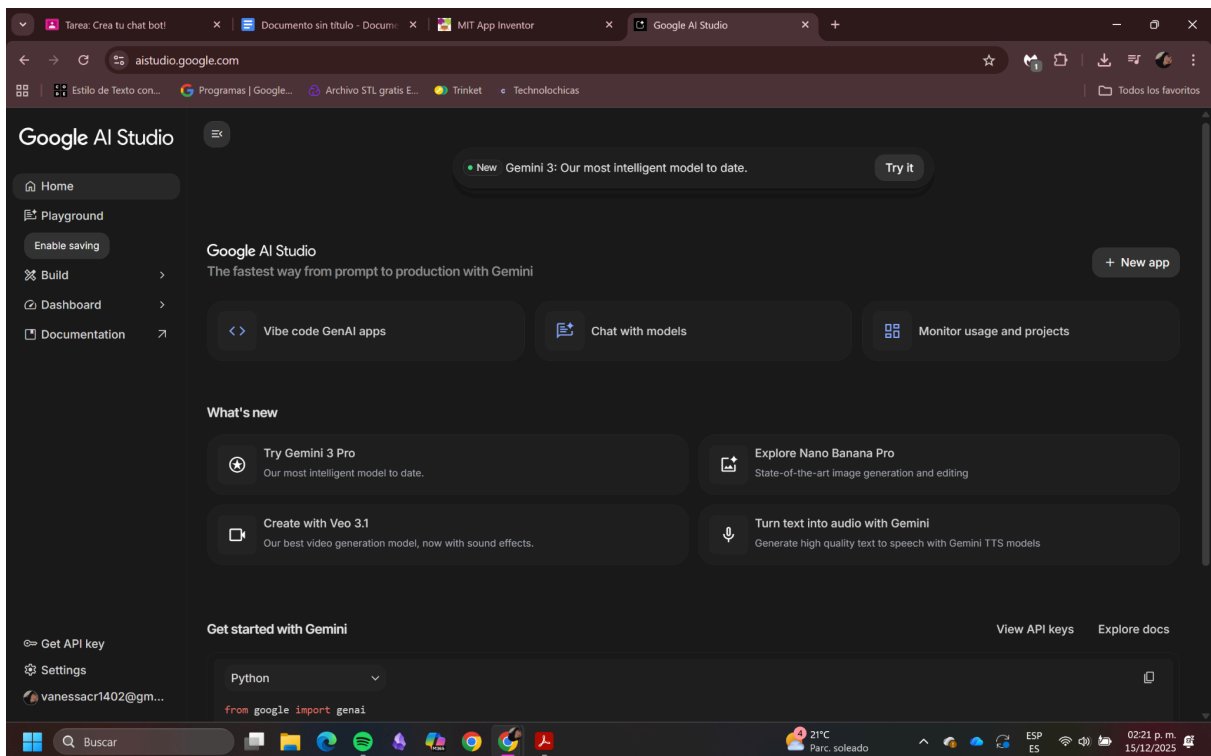 Tarea: Crea tu chat bot!
Documento sin título - Docume
MIT App Inventor
Google AI Studio
aistudio.google.com
1
Estilo de Texto con...
Programas | Google...
Archivo STL gratis E...
Trinket
Technolochicas
Todos los favoritos
Google AI Studio
Home
Playground
Enable saving
Build
Dashboard
Documentation
Get API key
Settings
vanessacr1402@gm...
New Gemini 3: Our most intelligent model to date.
Try it
Google AI Studio
The fastest way from prompt to production with Gemini
+ New app
Vibe code GenAI apps
Chat with models
Monitor usage and projects
What's new
Try Gemini 3 Pro
Our most intelligent model to date.
Explore Nano Banana Pro
State-of-the-art image generation and editing
Create with Veo 3.1
Our best video generation model, now with sound effects.
Turn text into audio with Gemini
Generate high quality text to speech with Gemini TTS models
Get started with Gemini
View API keys
Explore docs
Python
from google import genai
Buscar
4
21°C
Parc. soleado
ESP
ES
02:21 p. m.
15/12/2025